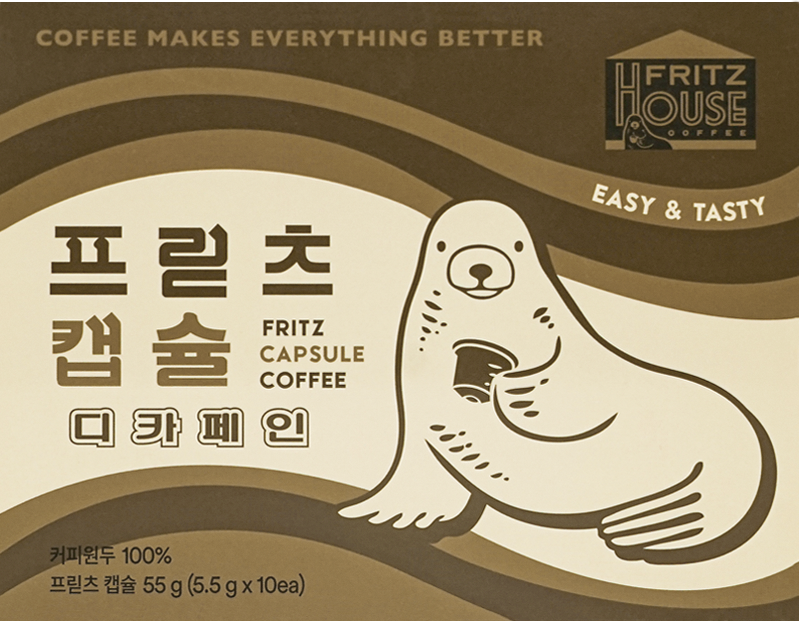 COFFEE MAKES EVERYTHING BETTER
FRITZ
HOUSE
COFFEE
EASY & TASTY
프릳츠
캡슐
FRITZ
CAPSULE
COFFEE
디카페인
커피원두 100%
프릳츠 캡슐 55 g (5.5 g x 10ea)